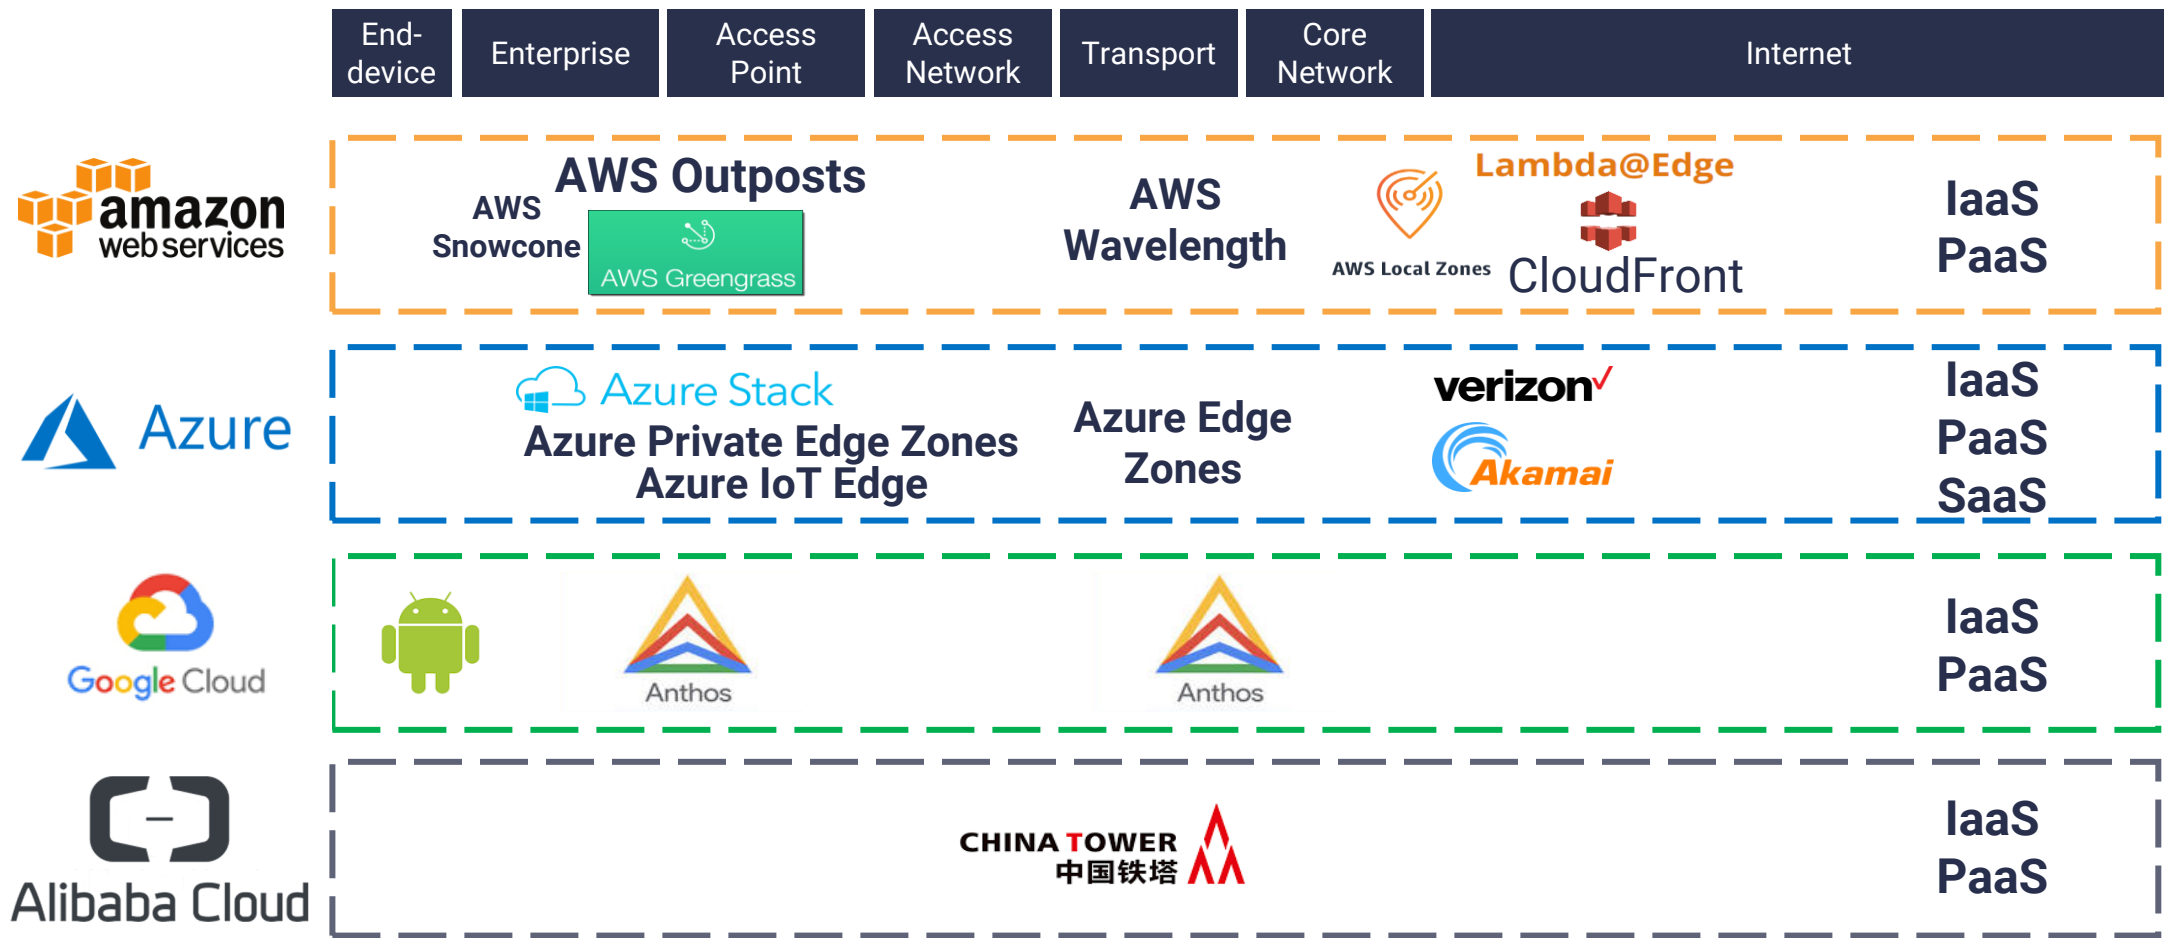 End-
device
Enterprise
Access
Point
Access
Network
Transport
Core
Network
Internet
amazon
web services
AWS Outposts
AWS
Snowcone
AWS Greengrass
AWS
Wavelength
AWS Local Zones
Lambda@Edge
CloudFront
IaaS
PaaS
Azure
Azure Stack
Azure Private Edge Zones
Azure IoT Edge
Azure Edge
Zones
verizon✓
Akamai
IaaS
PaaS
SaaS
Google Cloud
Anthos
Anthos
IaaS
PaaS
Alibaba Cloud
CHINA TOWER
中国铁塔
IaaS
PaaS